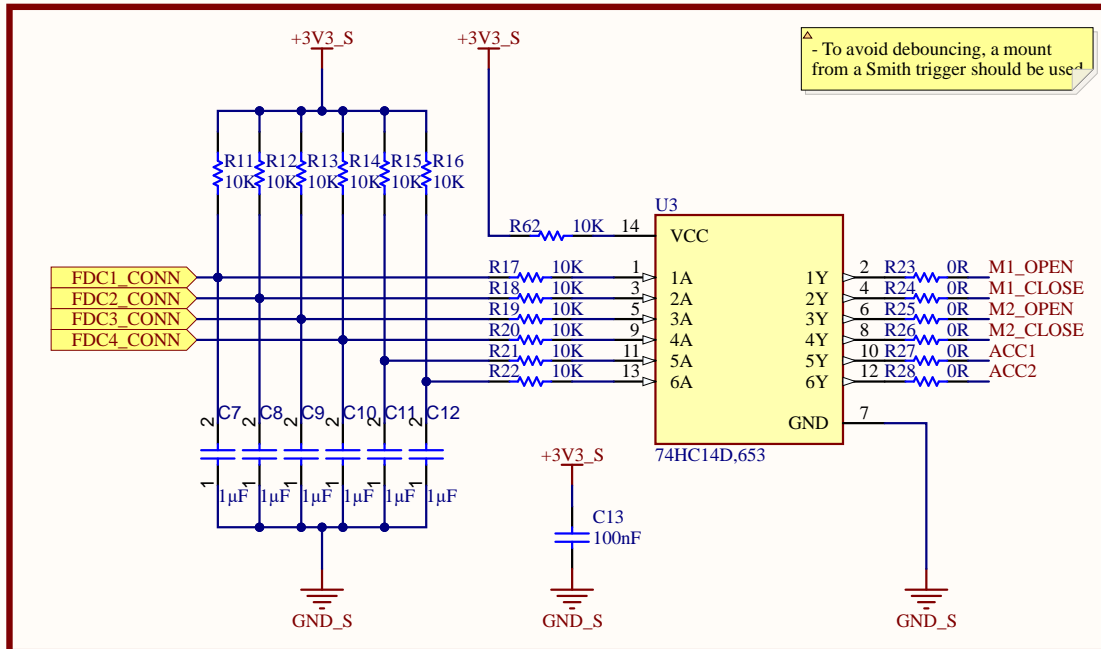 +3V3_S
+3V3_S
- To avoid debouncing, a mount
from a Smith trigger should be used
R11 R12 R13 R14 R15 R16
10K 10K 10K 10K 10K 10K
U3
R62 10K 14 VCC
FDC1_CONN R17 10K 1 1A 1Y 2 R23 0R M1_OPEN
FDC2_CONN R18 10K 3 2A 2Y 4 R24 0R M1_CLOSE
FDC3_CONN R19 10K 5 3A 3Y 6 R25 0R M2_OPEN
FDC4_CONN R20 10K 9 4A 4Y 8 R26 0R M2_CLOSE
R21 10K 11 5A 5Y 10 R27 0R ACC1
R22 10K 13 6A 6Y 12 R28 0R ACC2
2 C7 2 C8 2 C9 2 C10 2 C11 2 C12
GND 7
74HC14D,653
1 1µF 1 1µF 1 1µF 1 1µF 1 1µF 1 1µF
+3V3_S
C13
100nF
GND_S
GND_S
GND_S